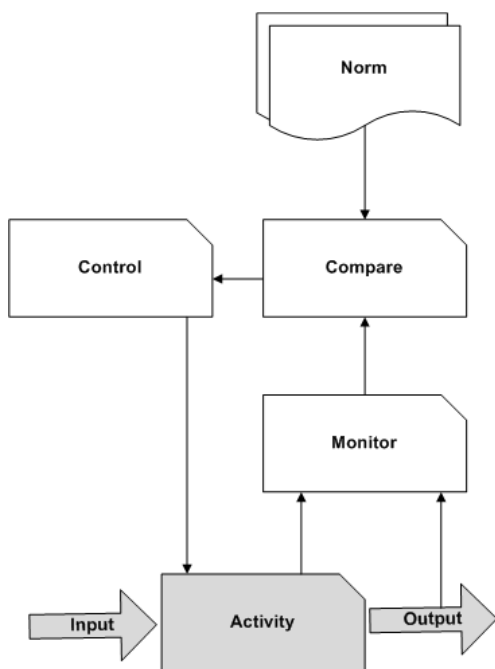 Norm
Control
Compare
Monitor
Input
Activity
Output